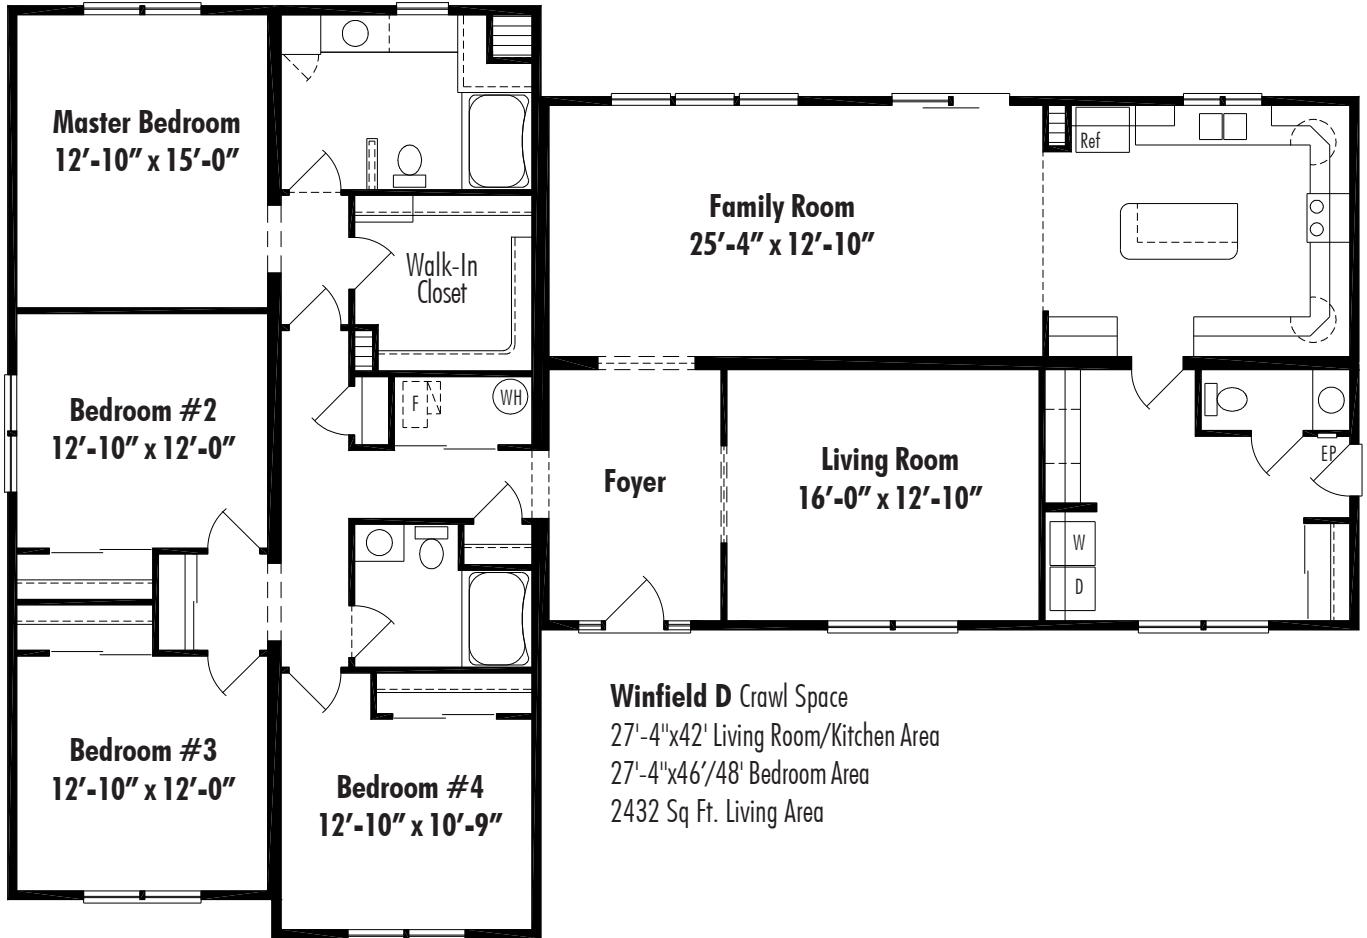 Master Bedroom
12’-10” x 15’-0”
Walk-In
Closet
Family Room
25’-4” x 12’-10”
Ref
Bedroom #2
12’-10” x 12’-0”
F
WH
Foyer
Living Room
16’-0” x 12’-10”
EP
W
D
Bedroom #3
12’-10” x 12’-0”
Bedroom #4
12’-10” x 10’-9”
Winfield D Crawl Space
27'-4"x42' Living Room/Kitchen Area
27'-4"x46’/48' Bedroom Area
2432 Sq Ft. Living Area